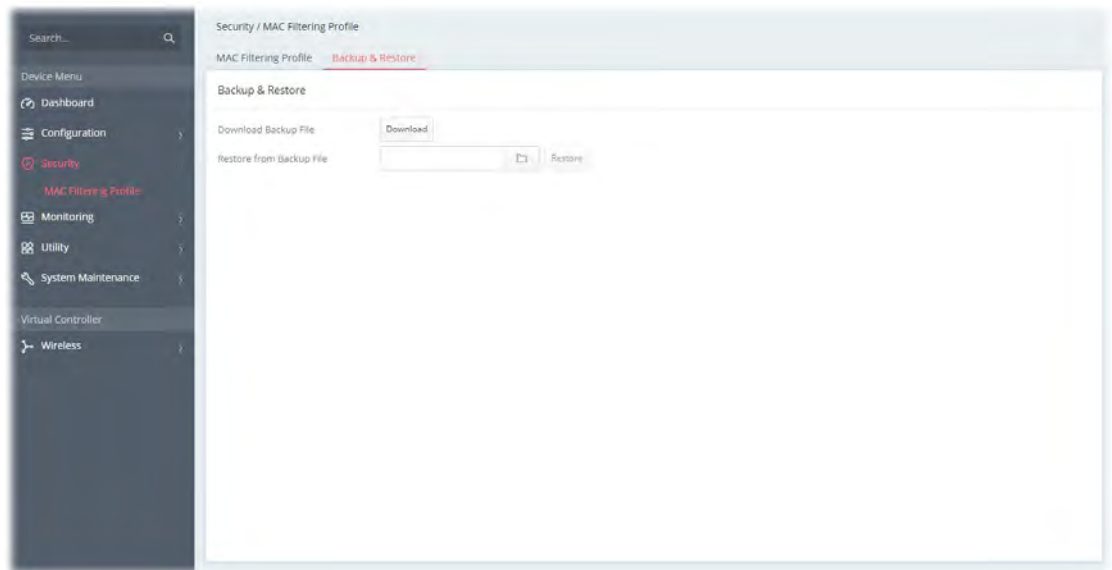 Search...
Device Menu
Dashboard
Configuration
Security
MAC Filtering Profile
Monitoring
Utility
System Maintenance
Virtual Controller
Wireless
Security / MAC Filtering Profile
MAC Filtering Profile Backup & Restore
Backup & Restore
Download Backup File Download
Restore from Backup File Restore